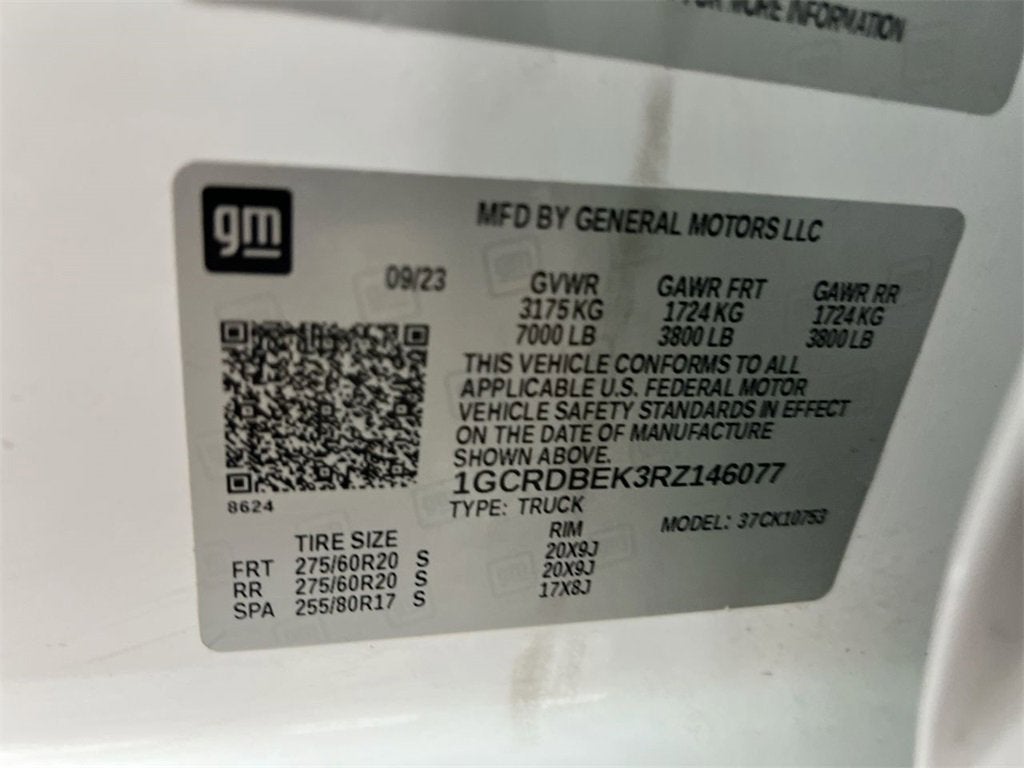 FOR MORE INFORMATION
gm
MFD BY GENERAL MOTORS LLC
09/23 GVWR GAWR FRT GAWR RR
3175 KG 1724 KG 1724 KG
7000 LB 3800 LB 3800 LB
THIS VEHICLE CONFORMS TO ALL
APPLICABLE U.S. FEDERAL MOTOR
VEHICLE SAFETY STANDARDS IN EFFECT
ON THE DATE OF MANUFACTURE
SHOWN ABOVE.
1GCRDBEK3RZ146077
8624
TYPE: TRUCK MODEL: 37CK10753
TIRE SIZE RIM
FRT 275/60R20 S 20X9J
RR 275/60R20 S 20X9J
SPA 255/80R17 S 17X8J